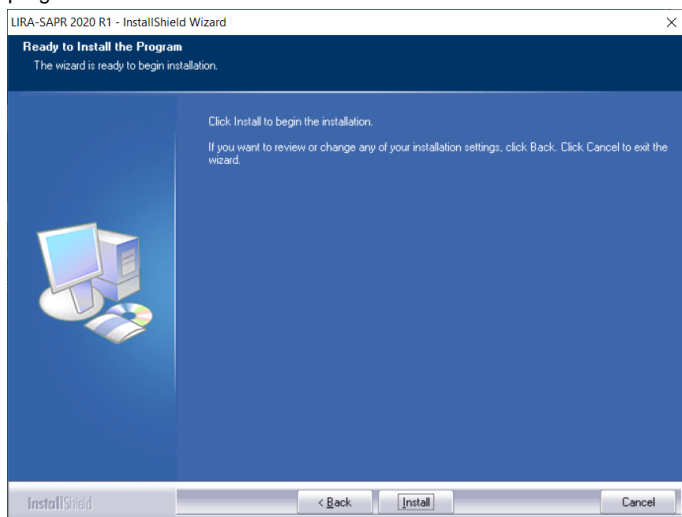 LIRA-SAPR 2020 R1 - InstallShield Wizard
Ready to Install the Program
The wizard is ready to begin installation.
Click Install to begin the installation.
If you want to review or change any of your installation settings, click Back. Click Cancel to exit the
wizard.
InstallShield
< Back
Install
Cancel